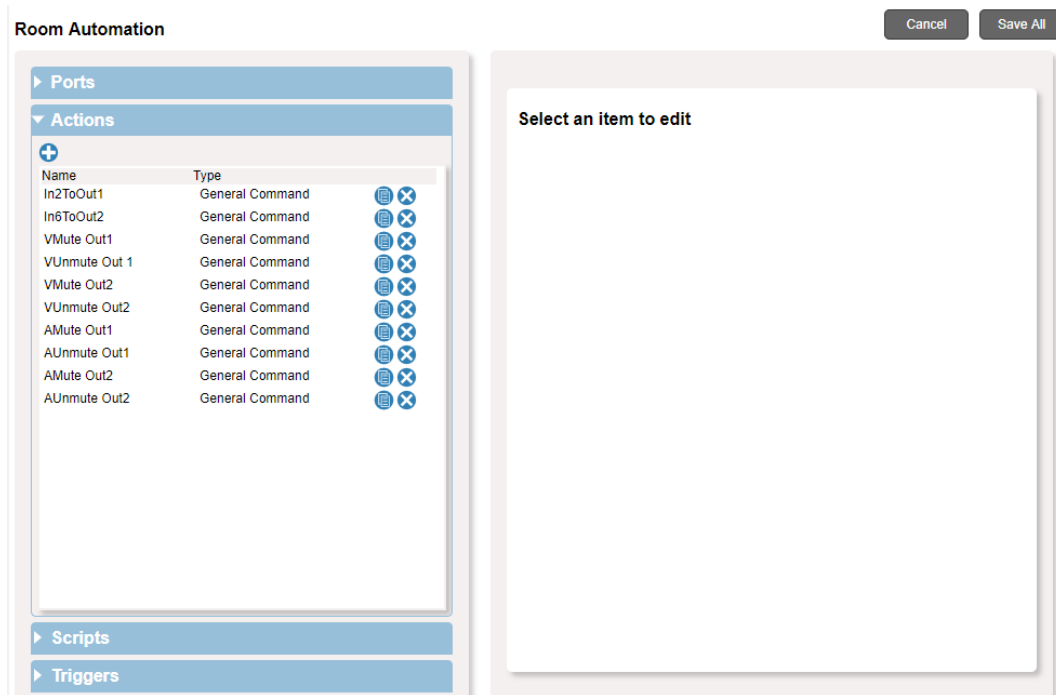 Room Automation
Cancel
Save All
Ports
Actions
Name Type
In2ToOut1 General Command
In6ToOut2 General Command
VMute Out1 General Command
VUnmute Out 1 General Command
VMute Out2 General Command
VUnmute Out2 General Command
AMute Out1 General Command
AUnmute Out1 General Command
AMute Out2 General Command
AUnmute Out2 General Command
Scripts
Triggers
Select an item to edit